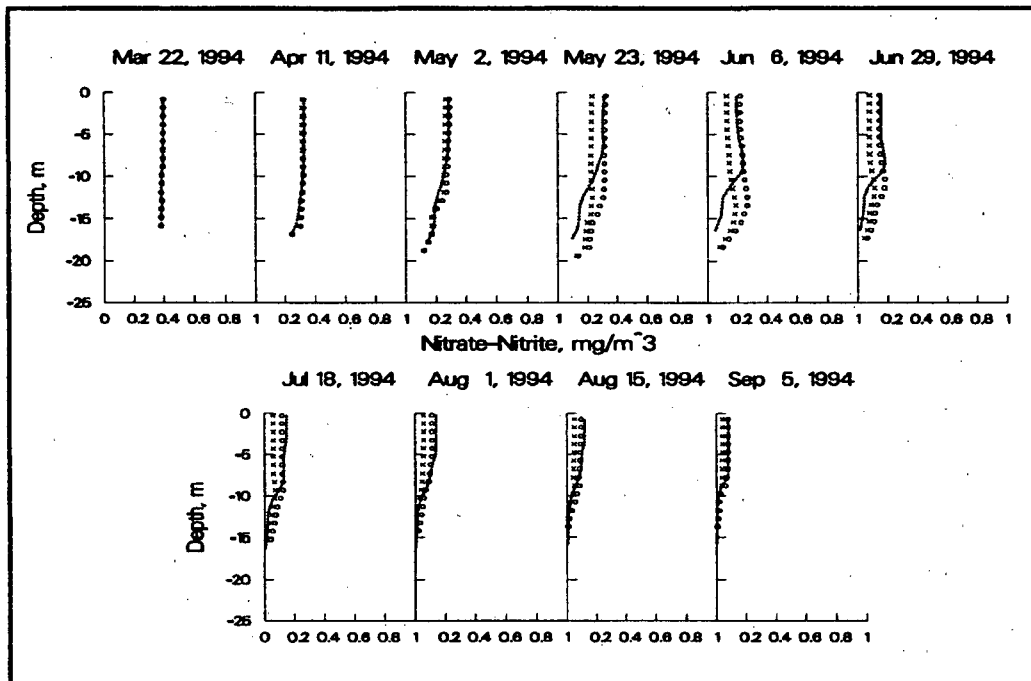 Mar 22, 1994 Apr 11, 1994 May 2, 1994 May 23, 1994 Jun 6, 1994 Jun 29, 1994
0
-5
-10
-15
-20
-25
Depth, m
0 0.2 0.4 0.6 0.8 1 0.2 0.4 0.6 0.8 1 0.2 0.4 0.6 0.8 1 0.2 0.4 0.6 0.8 1 0.2 0.4 0.6 0.8 1 0.2 0.4 0.6 0.8 1
Nitrate-Nitrite, mg/m^3
Jul 18, 1994 Aug 1, 1994 Aug 15, 1994 Sep 5, 1994
0
-5
-10
-15
-20
-25
Depth, m
0 0.2 0.4 0.6 0.8 1 0.2 0.4 0.6 0.8 1 0.2 0.4 0.6 0.8 1 0.2 0.4 0.6 0.8 1